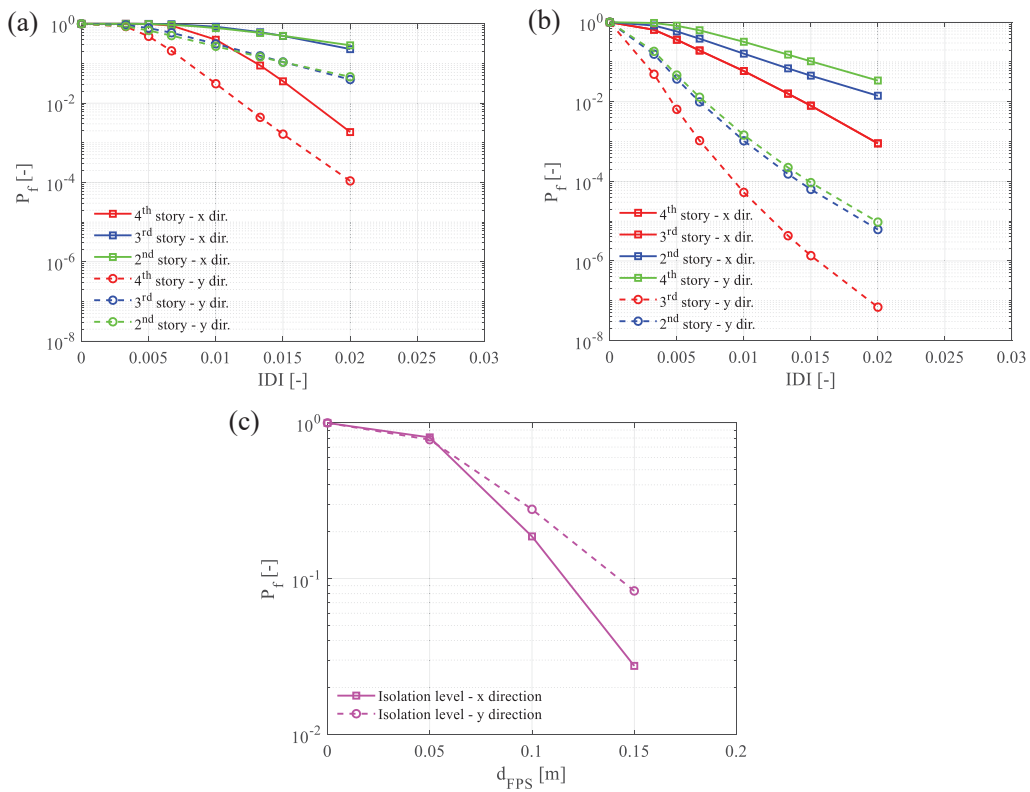 (a)
10^0
10^-2
10^-4
10^-6
10^-8
P_f [-]
4^th story - x dir.
3^rd story - x dir.
2^nd story - x dir.
4^th story - y dir.
3^rd story - y dir.
2^nd story - y dir.
0 0.005 0.01 0.015 0.02 0.025 0.03
IDI [-]
(b)
10^0
10^-2
10^-4
10^-6
10^-8
P_f [-]
4^th story - x dir.
3^rd story - x dir.
2^nd story - x dir.
4^th story - y dir.
3^rd story - y dir.
2^nd story - y dir.
0 0.005 0.01 0.015 0.02 0.025 0.03
IDI [-]
(c)
10^0
10^-1
10^-2
P_f [-]
Isolation level - x direction
Isolation level - y direction
0 0.05 0.1 0.15 0.2
d_FPS [m]